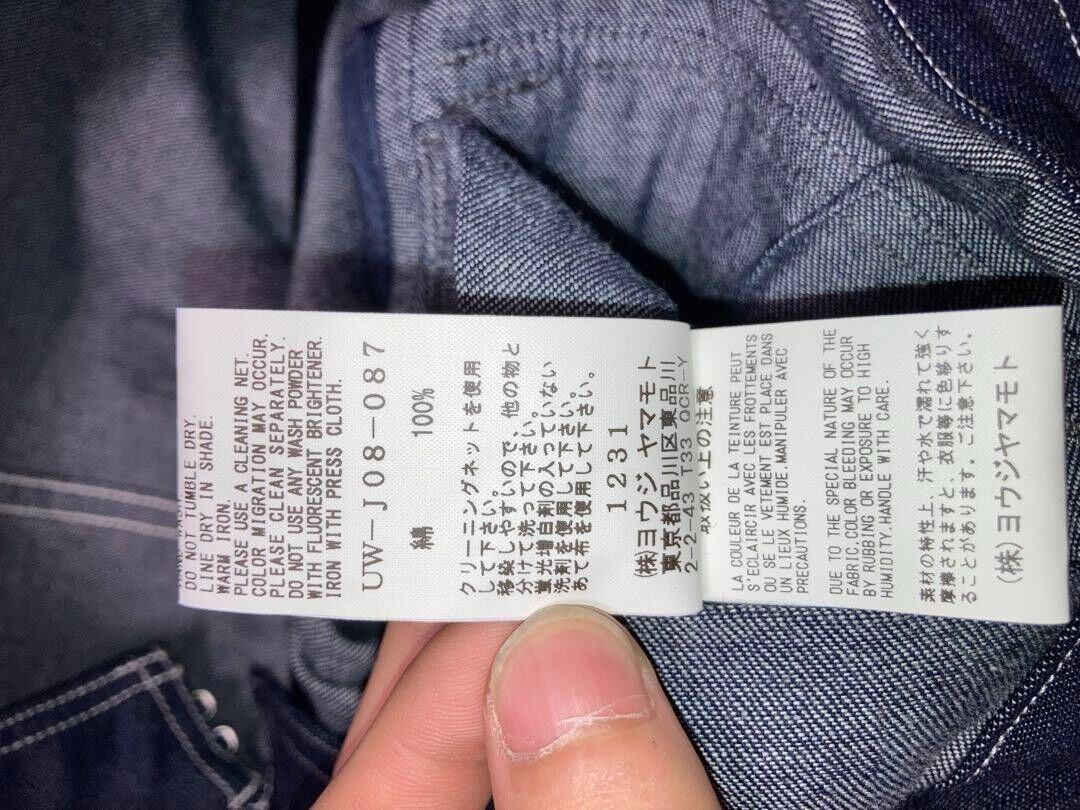 DO NOT TUMBLE DRY.
LINE DRY IN SHADE.
WARM IRON.
PLEASE USE A CLEANING NET.
COLOR MIGRATION MAY OCCUR,
PLEASE CLEAN SEPARATELY.
DO NOT USE ANY WASH POWDER
WITH FLUORESCENT BRIGHTENER.
IRON WITH PRESS CLOTH.
UW-J08-087
綿 100%
クリーニングネットを使用
して下さい。
移染しやすいので、他の物と
分けて洗って下さい。
蛍光増白剤の入っていない
洗剤を使用して下さい。
あて布を使用して下さい。
1231
(株)ヨウジ ヤマモト
東京都品川区東品川
2-2-43 T33 QCR-Y
取扱い上の注意
LA COULEUR DE LA TEINTURE PEUT
S'ECLAIRCIR AVEC LES FROTTEMENTS
OU SE LE VETEMENT EST PLACE DANS
UN LIEUX HUMIDE.MANIPULER AVEC
PRECAUTIONS.
DUE TO THE SPECIAL NATURE OF THE
FABRIC,COLOR BLEEDING MAY OCCUR
BY RUBBING OR EXPOSURE TO HIGH
HUMIDITY.HANDLE WITH CARE.
素材の特性上、汗や水で濡れて強く
摩擦されますと、衣服等に色移りす
ることがあります。ご注意下さい。
(株)ヨウジヤマモト